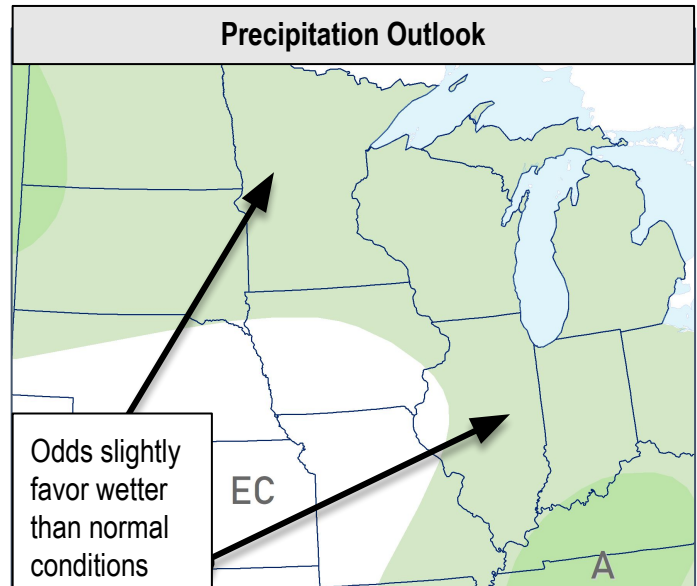 Precipitation Outlook
Odds slightly
favor wetter
than normal
conditions
EC
A